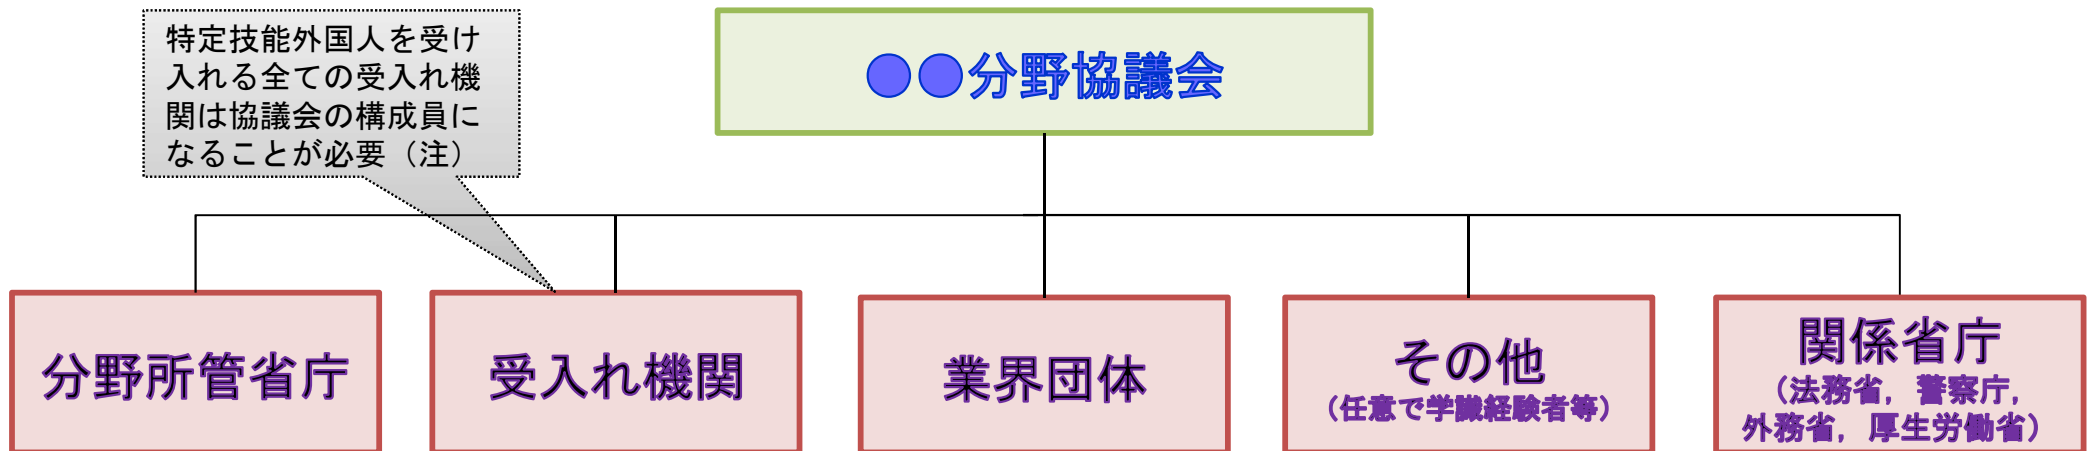 特定技能外国人を受け
入れる全ての受入れ機
関は協議会の構成員に
なることが必要（注）
●●分野協議会
分野所管省庁
受入れ機関
業界団体
その他
（任意で学識経験者等）
関係省庁
（法務省，警察庁，
外務省，厚生労働省）